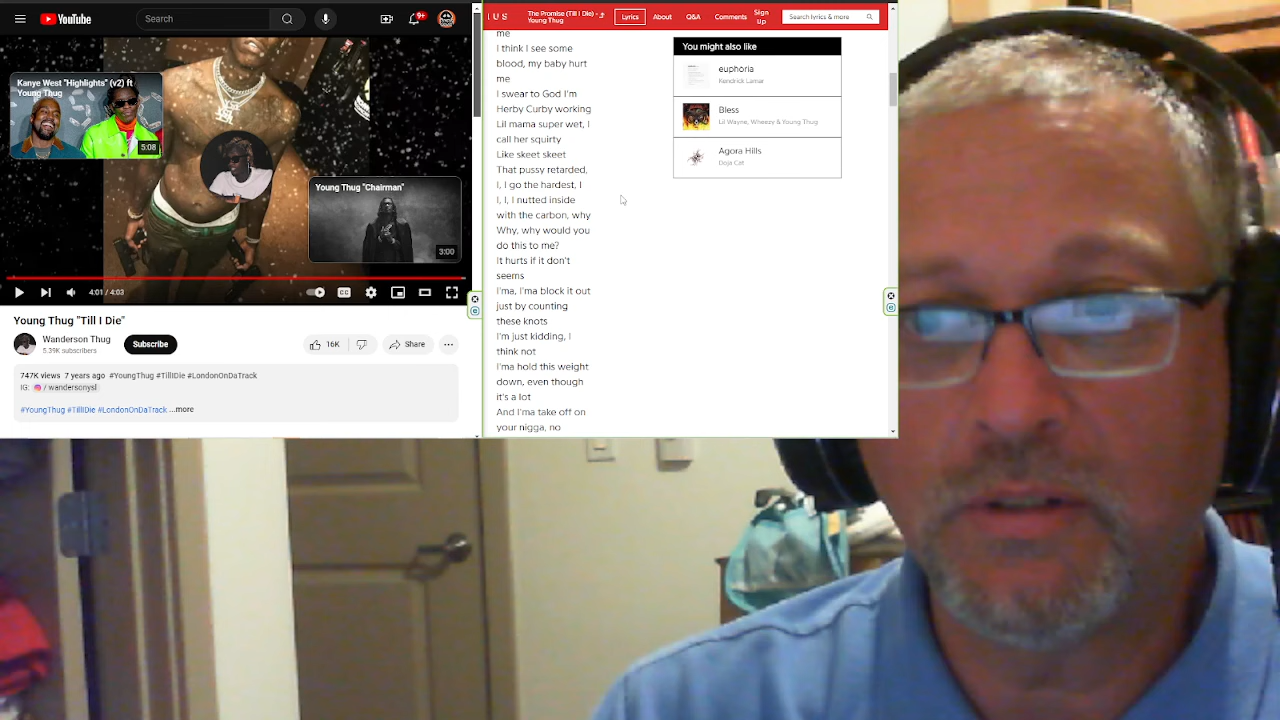 YouTube
Search
9+
Kanye West "Highlights" (v2) ft
Young Thug
5:08
Young Thug "Chairman"
3:00
4:01 / 4:03
CC
Young Thug "Till I Die"
Wanderson Thug
5.39K subscribers
Subscribe
16K
Share
747K views 7 years ago #YoungThug #TillIDie #LondonOnDaTrack
IG: / wandersonysl
#YoungThug #TillIDie #LondonOnDaTrack ...more
IUS
The Promise (Till I Die) -
Young Thug
Lyrics
About
Q&A
Comments
Sign
Up
Search lyrics & more
me
I think I see some
blood, my baby hurt
me
I swear to God I'm
Herby Curby working
Lil mama super wet, I
call her squirty
Like skeet skeet
That pussy retarded,
I, I go the hardest, I
I, I, I nutted inside
with the carbon, why
Why, why would you
do this to me?
It hurts if it don't
seems
I'ma, I'ma block it out
just by counting
these knots
I'm just kidding, I
think not
I'ma hold this weight
down, even though
it's a lot
And I'ma take off on
your nigga, no
You might also like
euphoria
Kendrick Lamar
Bless
Lil Wayne, Wheezy & Young Thug
Agora Hills
Doja Cat